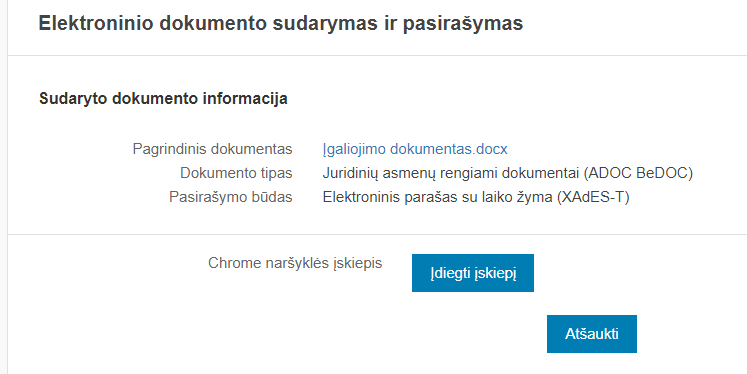 Elektroninio dokumento sudarymas ir pasirašymas
Sudaryto dokumento informacija
Pagrindinis dokumentas Įgaliojimo dokumentas.docx
Dokumento tipas Juridinių asmenų rengiami dokumentai (ADOC BeDOC)
Pasirašymo būdas Elektroninis parašas su laiko žyma (XAdES-T)
Chrome naršyklės įskiepis Įdiegti įskiepį
Atšaukti